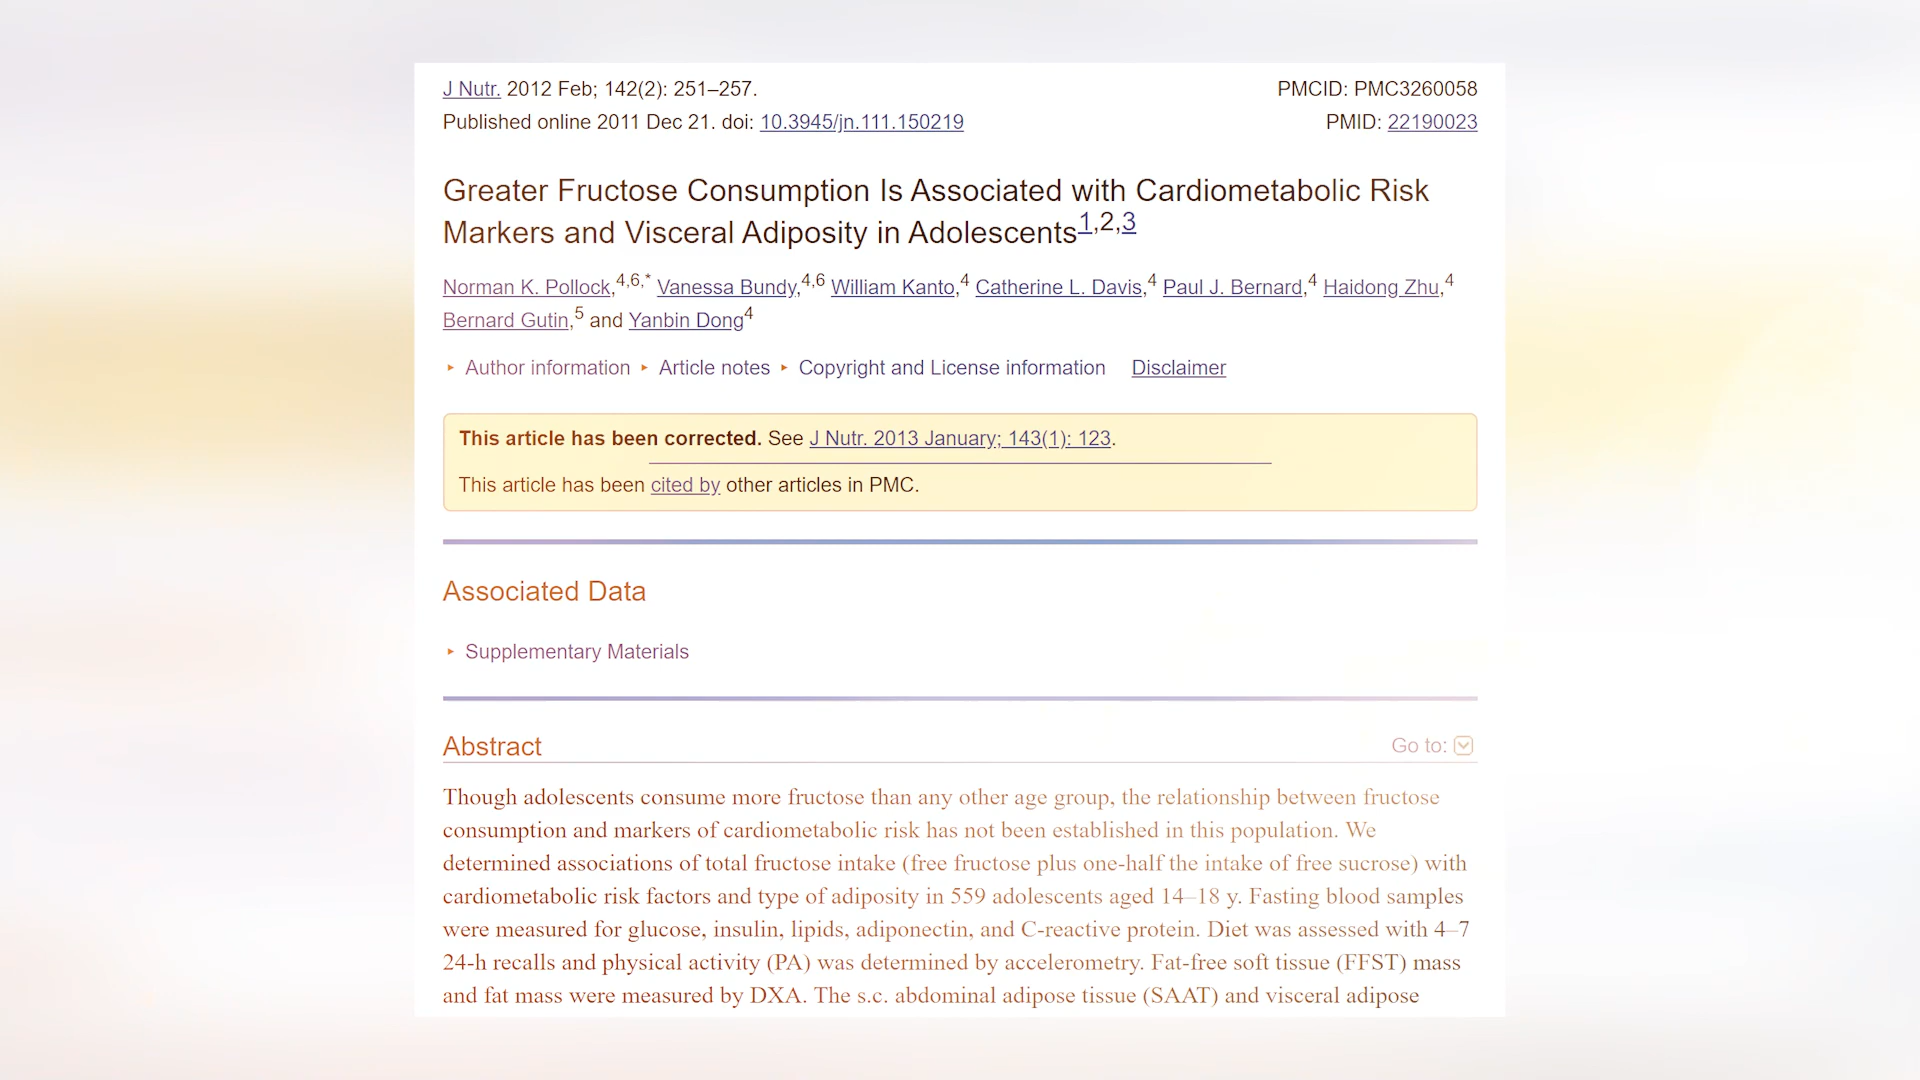 J Nutr. 2012 Feb; 142(2): 251–257. PMCID: PMC3260058
Published online 2011 Dec 21. doi: 10.3945/jn.111.150219 PMID: 22190023
Greater Fructose Consumption Is Associated with Cardiometabolic Risk
Markers and Visceral Adiposity in Adolescents1,2,3
Norman K. Pollock,4,6,* Vanessa Bundy,4,6 William Kanto,4 Catherine L. Davis,4 Paul J. Bernard,4 Haidong Zhu,4
Bernard Gutin,5 and Yanbin Dong4
Author information Article notes Copyright and License information Disclaimer
This article has been corrected. See J Nutr. 2013 January; 143(1): 123.
This article has been cited by other articles in PMC.
Associated Data
Supplementary Materials
Abstract Go to:
Though adolescents consume more fructose than any other age group, the relationship between fructose
consumption and markers of cardiometabolic risk has not been established in this population. We
determined associations of total fructose intake (free fructose plus one-half the intake of free sucrose) with
cardiometabolic risk factors and type of adiposity in 559 adolescents aged 14–18 y. Fasting blood samples
were measured for glucose, insulin, lipids, adiponectin, and C-reactive protein. Diet was assessed with 4–7
24-h recalls and physical activity (PA) was determined by accelerometry. Fat-free soft tissue (FFST) mass
and fat mass were measured by DXA. The s.c. abdominal adipose tissue (SAAT) and visceral adipose